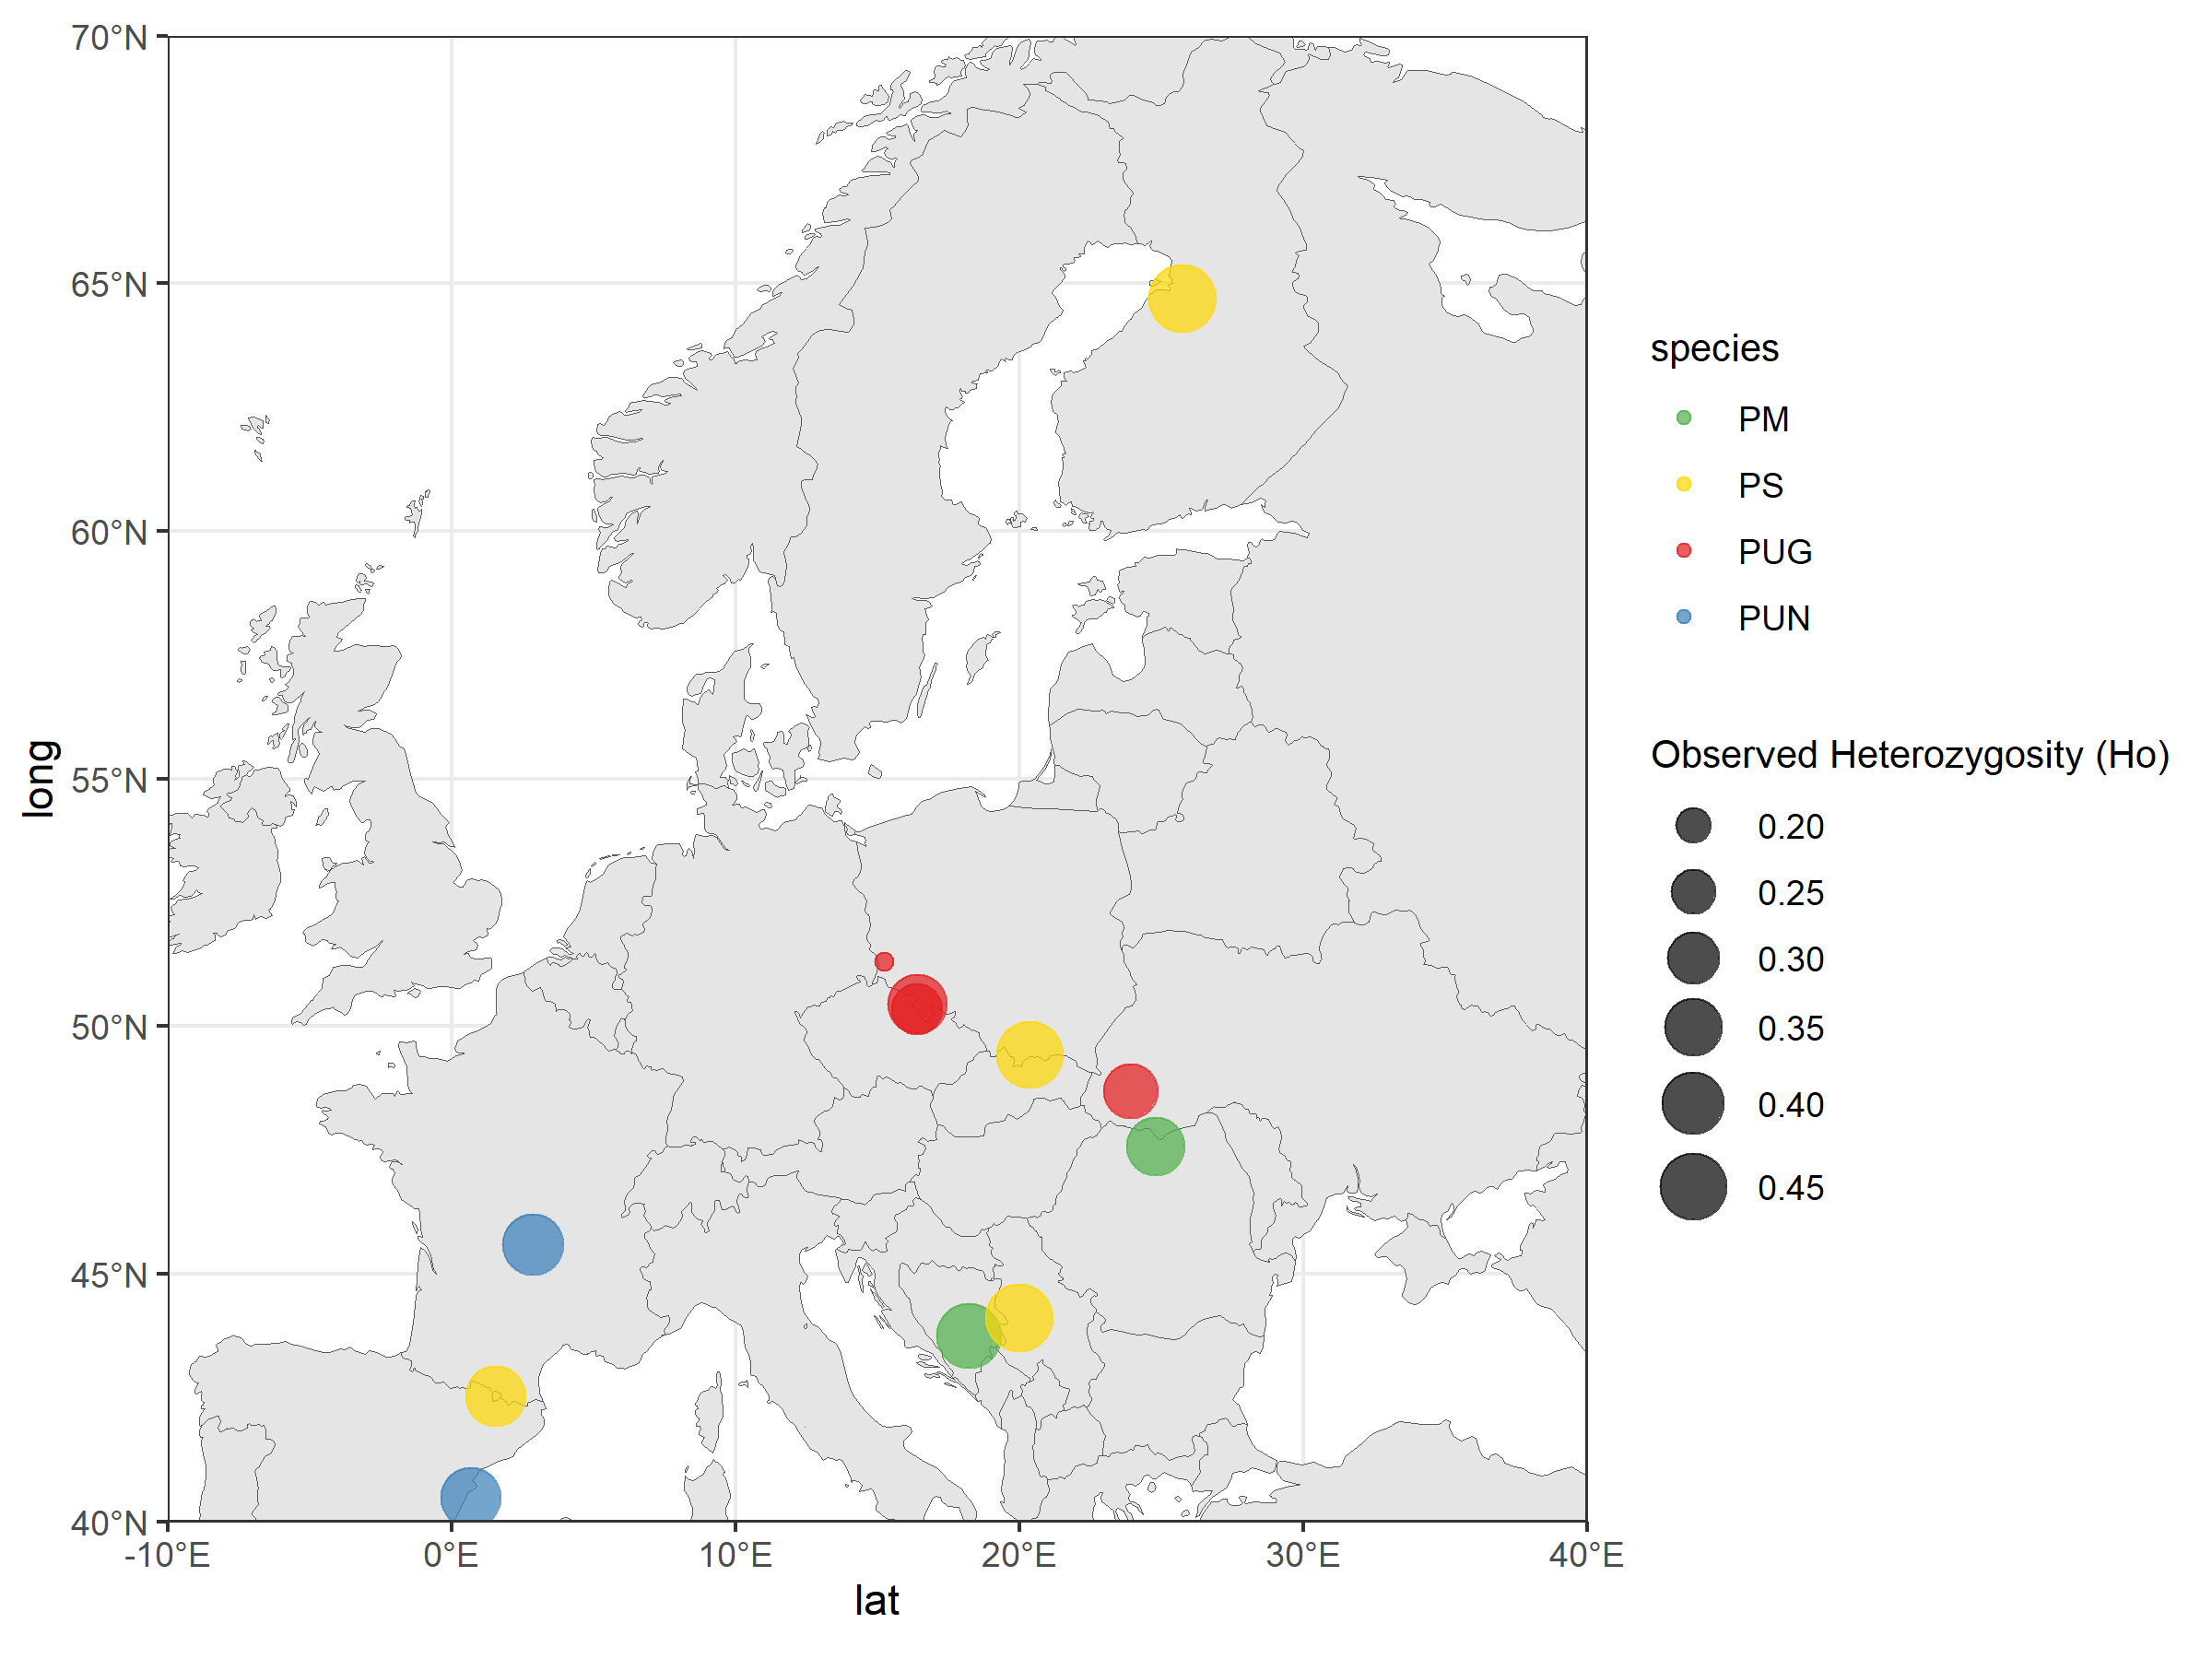 70°N
65°N
60°N
55°N
50°N
45°N
40°N
long
-10°E 0°E 10°E 20°E 30°E 40°E
lat
species
PM
PS
PUG
PUN
Observed Heterozygosity (Ho)
0.20
0.25
0.30
0.35
0.40
0.45